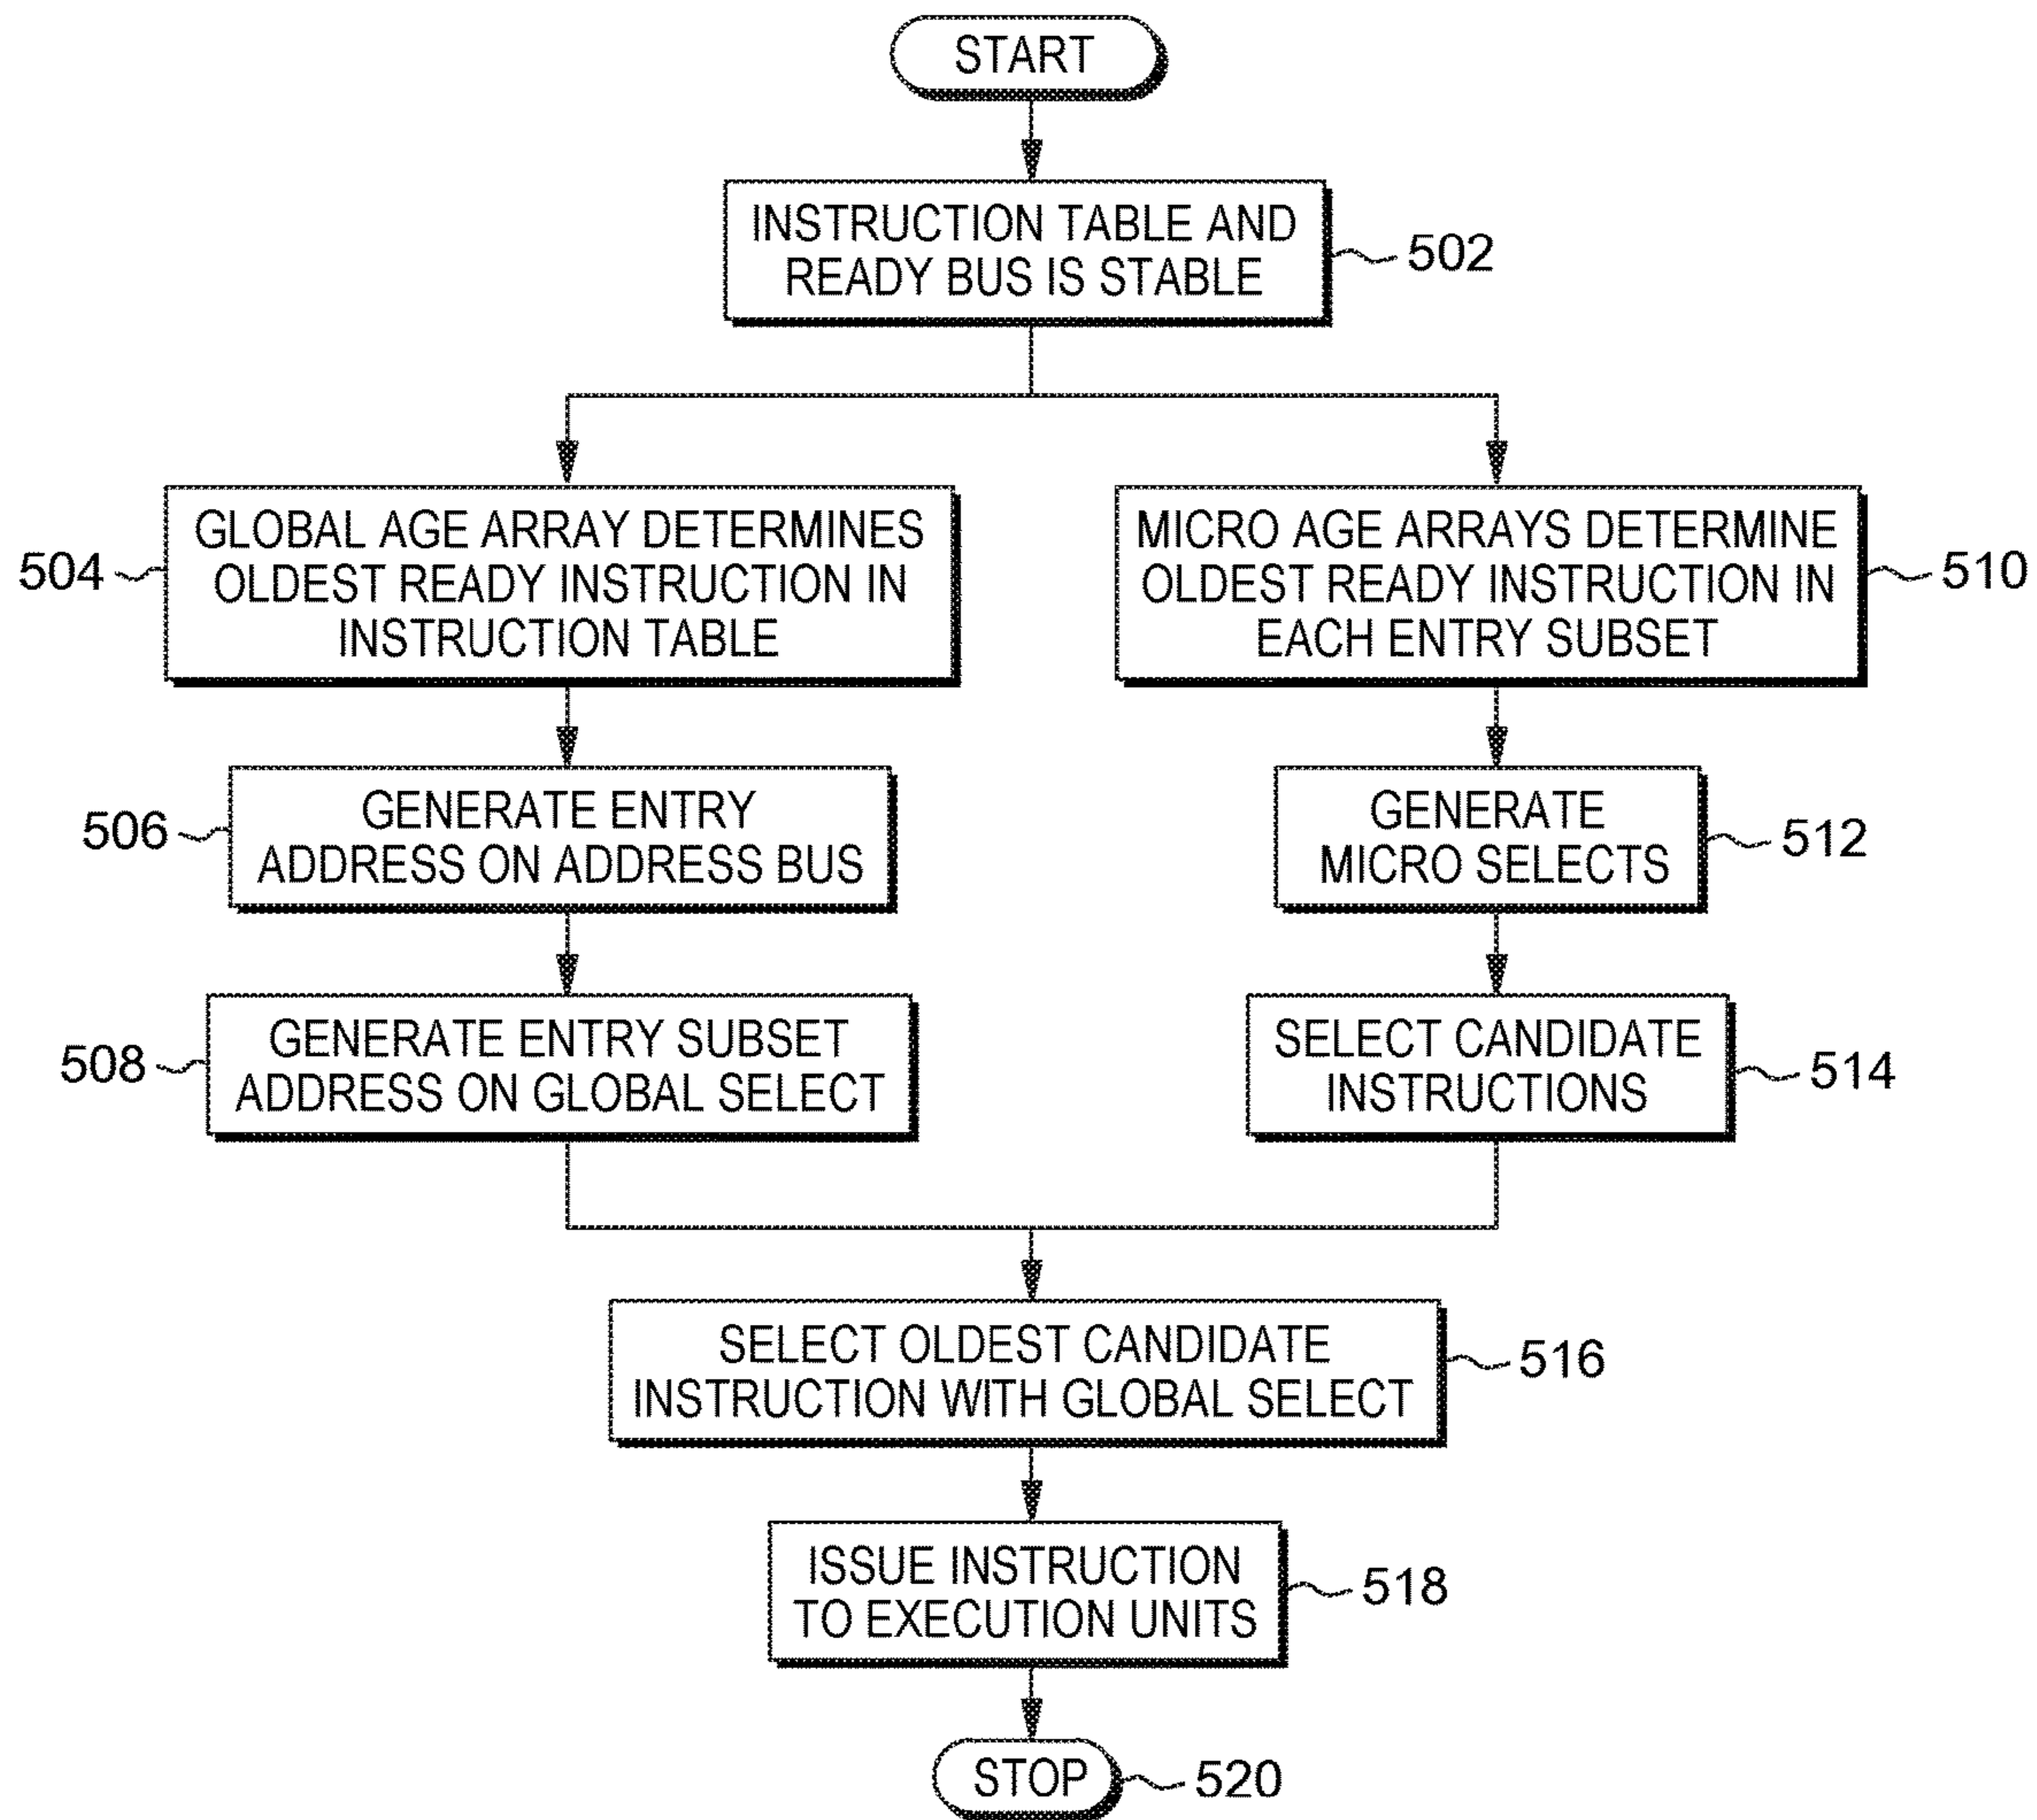 START
INSTRUCTION TABLE AND
READY BUS IS STABLE
502
GLOBAL AGE ARRAY DETERMINES
OLDEST READY INSTRUCTION IN
INSTRUCTION TABLE
504
MICRO AGE ARRAYS DETERMINE
OLDEST READY INSTRUCTION IN
EACH ENTRY SUBSET
510
GENERATE ENTRY
ADDRESS ON ADDRESS BUS
506
GENERATE
MICRO SELECTS
512
GENERATE ENTRY SUBSET
ADDRESS ON GLOBAL SELECT
508
SELECT CANDIDATE
INSTRUCTIONS
514
SELECT OLDEST CANDIDATE
INSTRUCTION WITH GLOBAL SELECT
516
ISSUE INSTRUCTION
TO EXECUTION UNITS
518
STOP
520